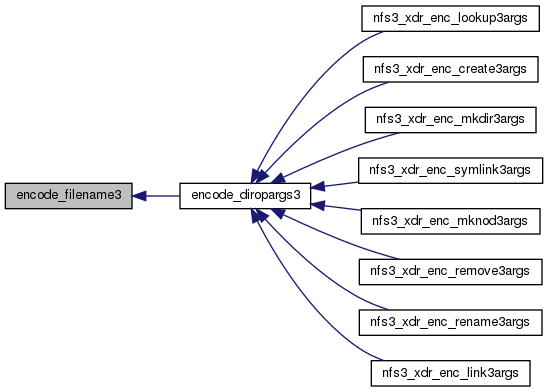 encode_filename3
encode_diropargs3
nfs3_xdr_enc_lookup3args
nfs3_xdr_enc_create3args
nfs3_xdr_enc_mkdir3args
nfs3_xdr_enc_symlink3args
nfs3_xdr_enc_mknod3args
nfs3_xdr_enc_remove3args
nfs3_xdr_enc_rename3args
nfs3_xdr_enc_link3args